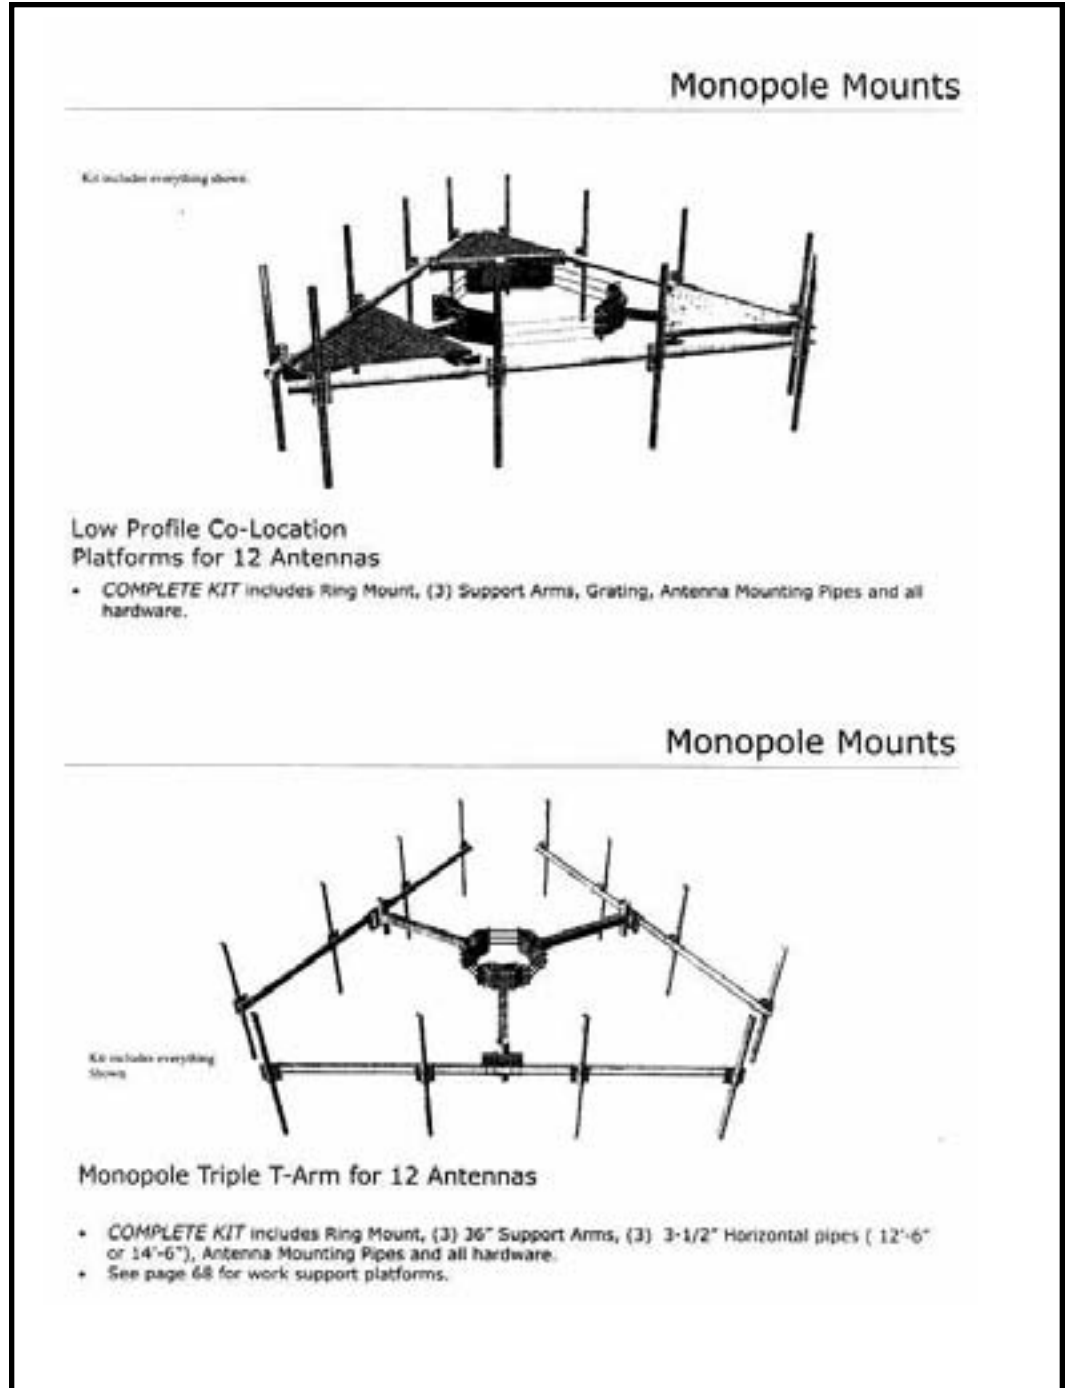 Monopole Mounts
Kit includes everything shown.
Low Profile Co-Location
Platforms for 12 Antennas
• COMPLETE KIT includes Ring Mount, (3) Support Arms, Grating, Antenna Mounting Pipes and all
hardware.
Monopole Mounts
Kit includes everything
Shown
Monopole Triple T-Arm for 12 Antennas
• COMPLETE KIT includes Ring Mount, (3) 36" Support Arms, (3) 3-1/2" Horizontal pipes ( 12'-6"
or 14'-6"), Antenna Mounting Pipes and all hardware.
• See page 68 for work support platforms.